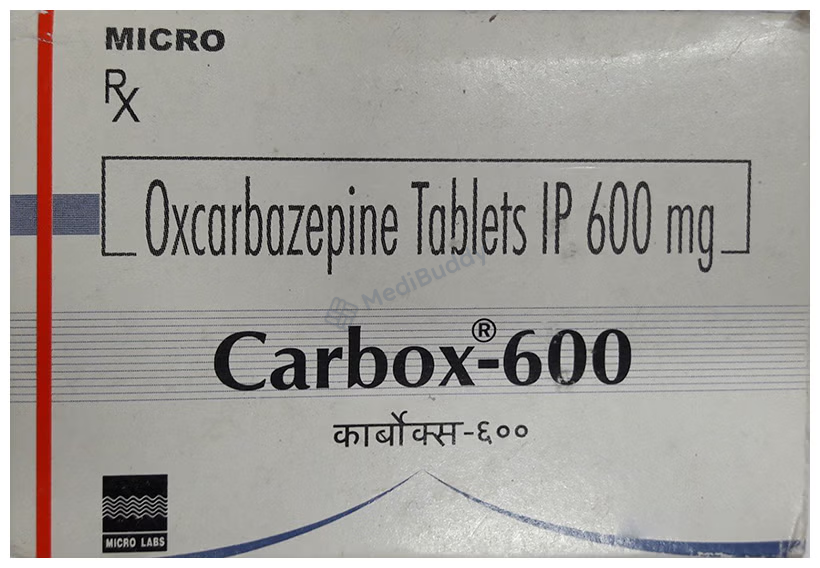 MICRO
Rx
Oxcarbazepine Tablets IP 600 mg
MediBuddy
Carbox®-600
कार्बोक्स-६००
MICRO LABS